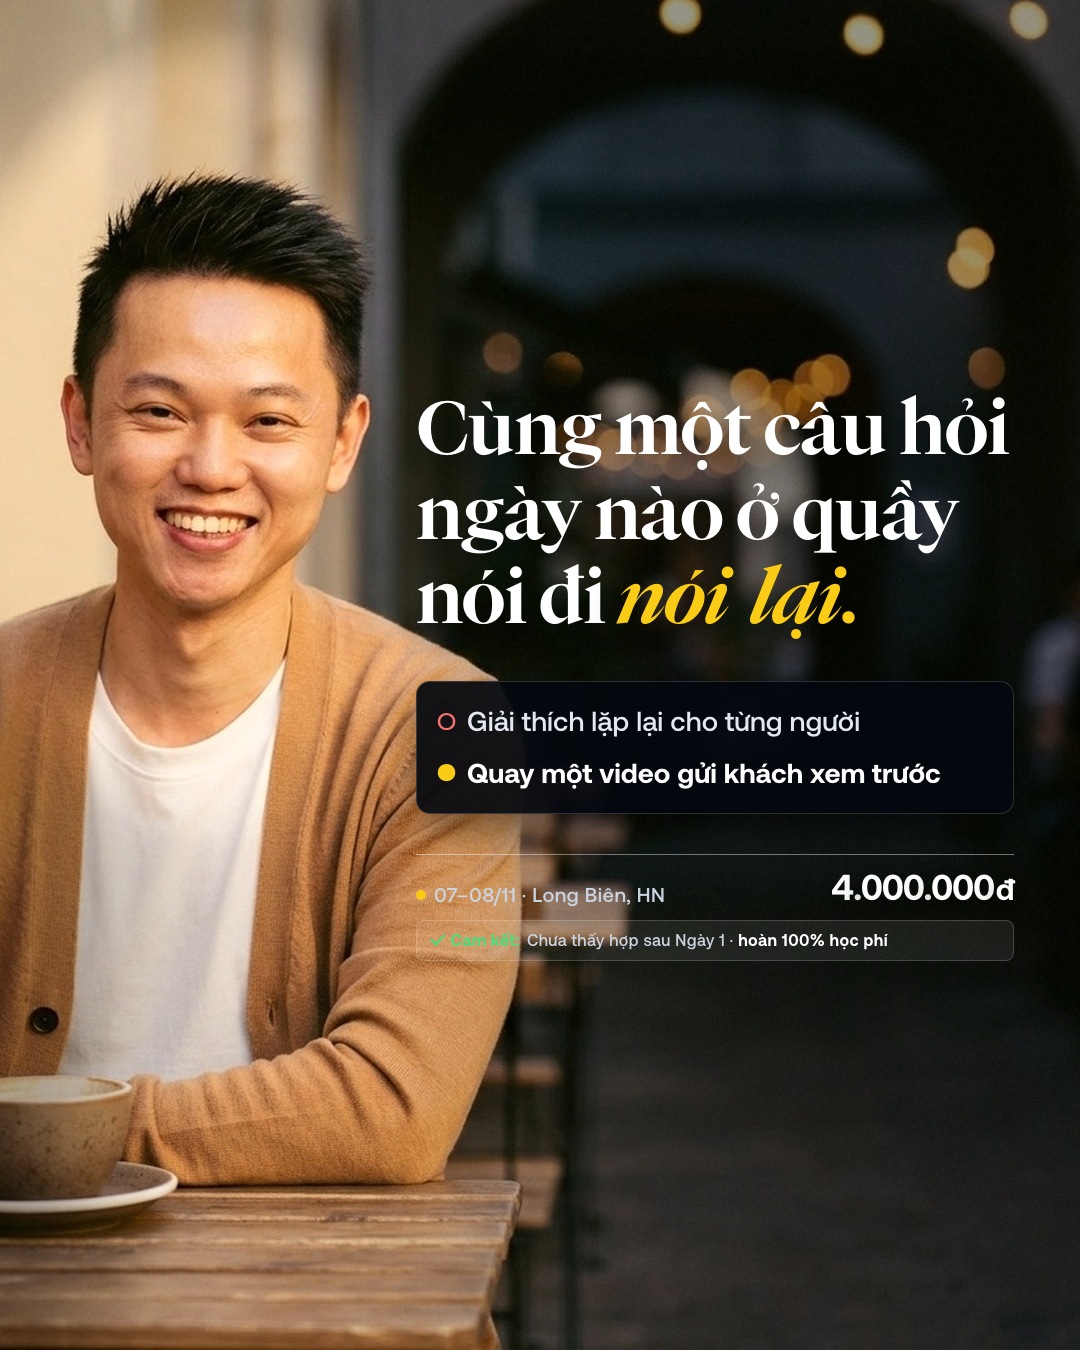 Cùng một câu hỏi
ngày nào ở quầy
nói đi nói lại.
Giải thích lặp lại cho từng người
Quay một video gửi khách xem trước
07–08/11 · Long Biên, HN
4.000.000đ
✓ Cam kết: Chưa thấy hợp sau Ngày 1 · hoàn 100% học phí